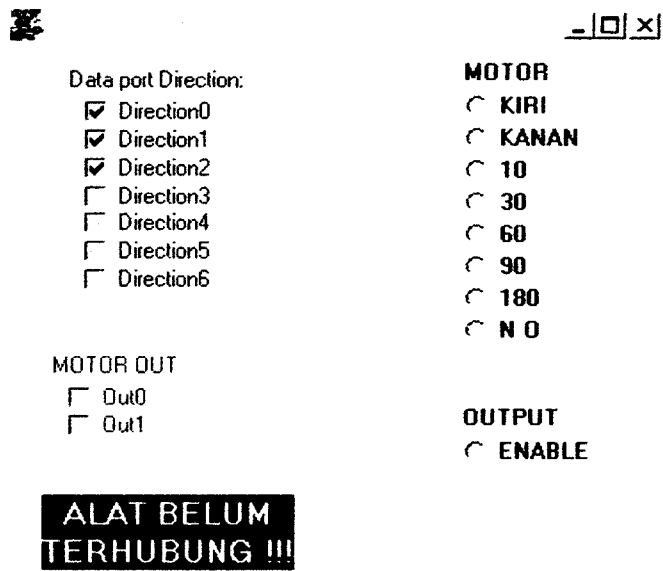 Data port Direction:
Direction0
Direction1
Direction2
Direction3
Direction4
Direction5
Direction6
MOTOR OUT
Out0
Out1
ALAT BELUM
TERHUBUNG !!!
MOTOR
KIRI
KANAN
10
30
60
90
180
N O
OUTPUT
ENABLE